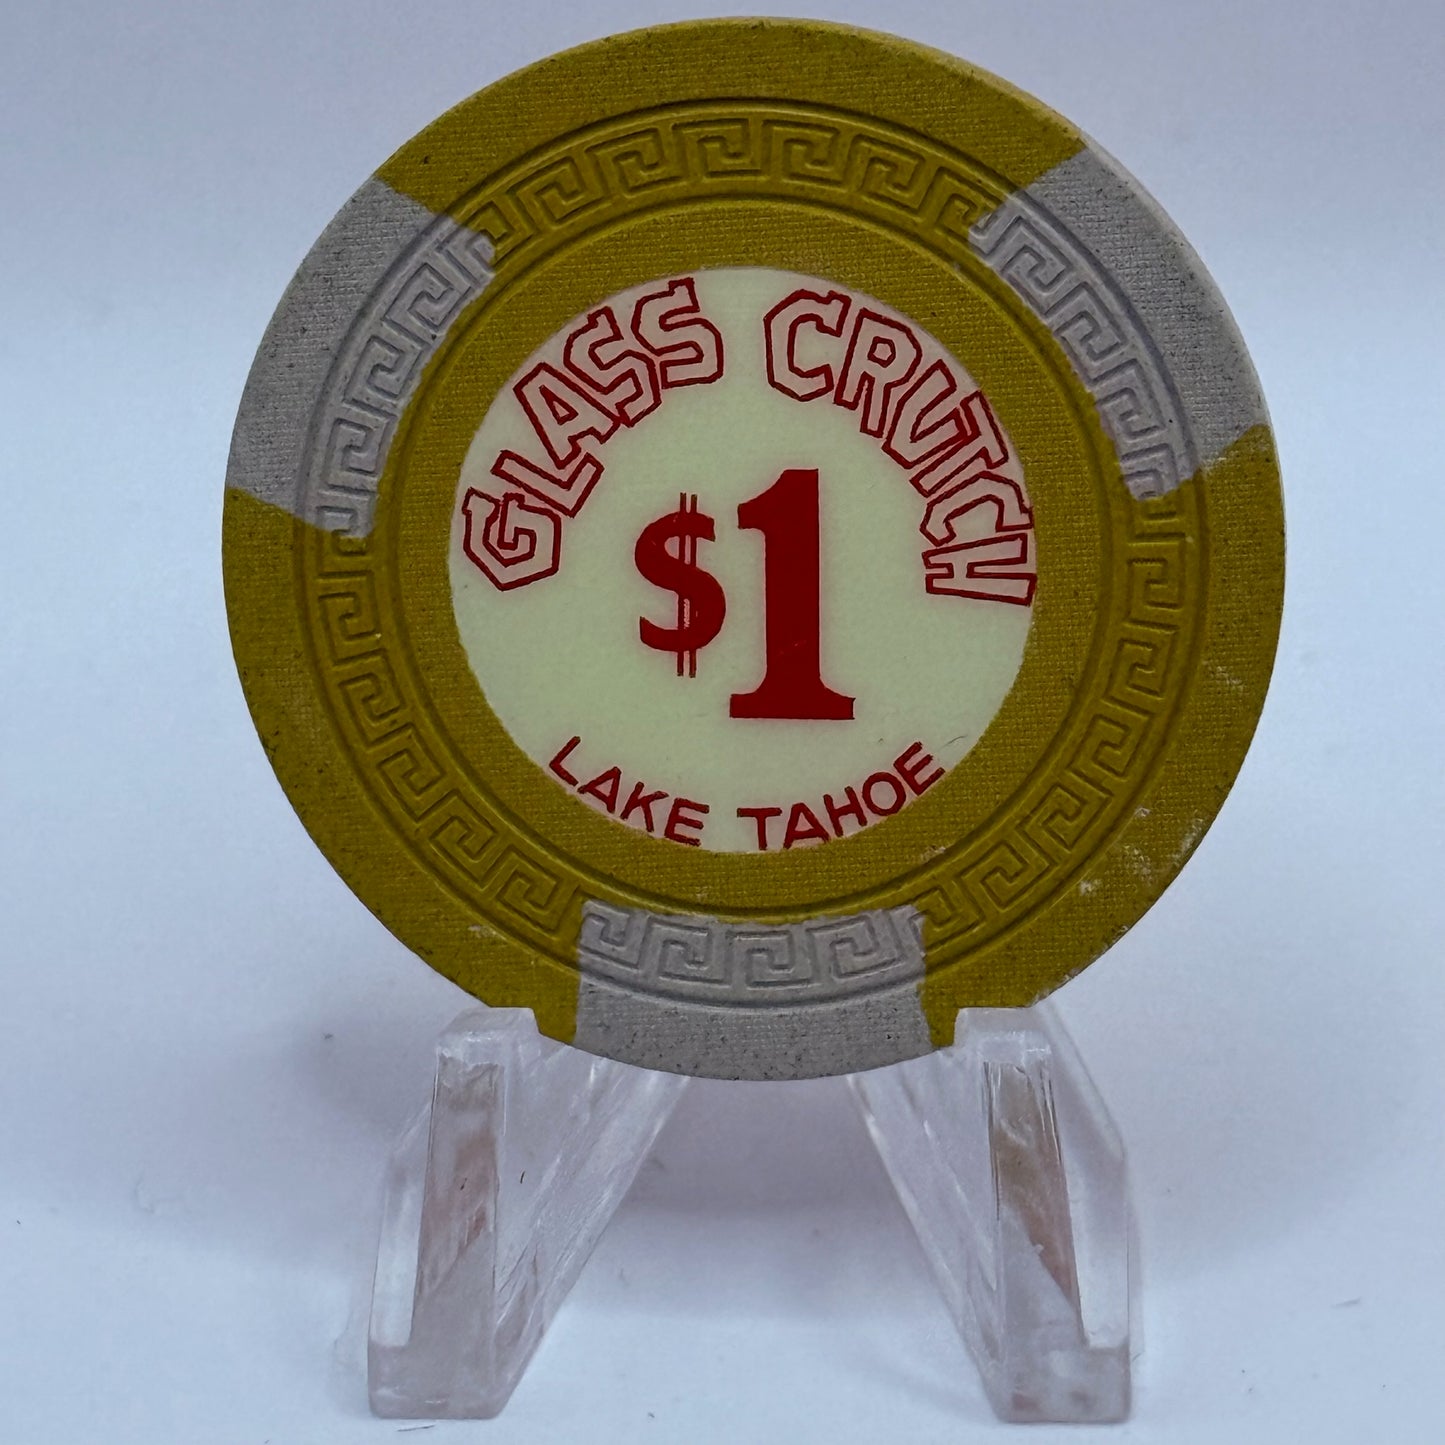 GLASS CRUTCH
$1
LAKE TAHOE